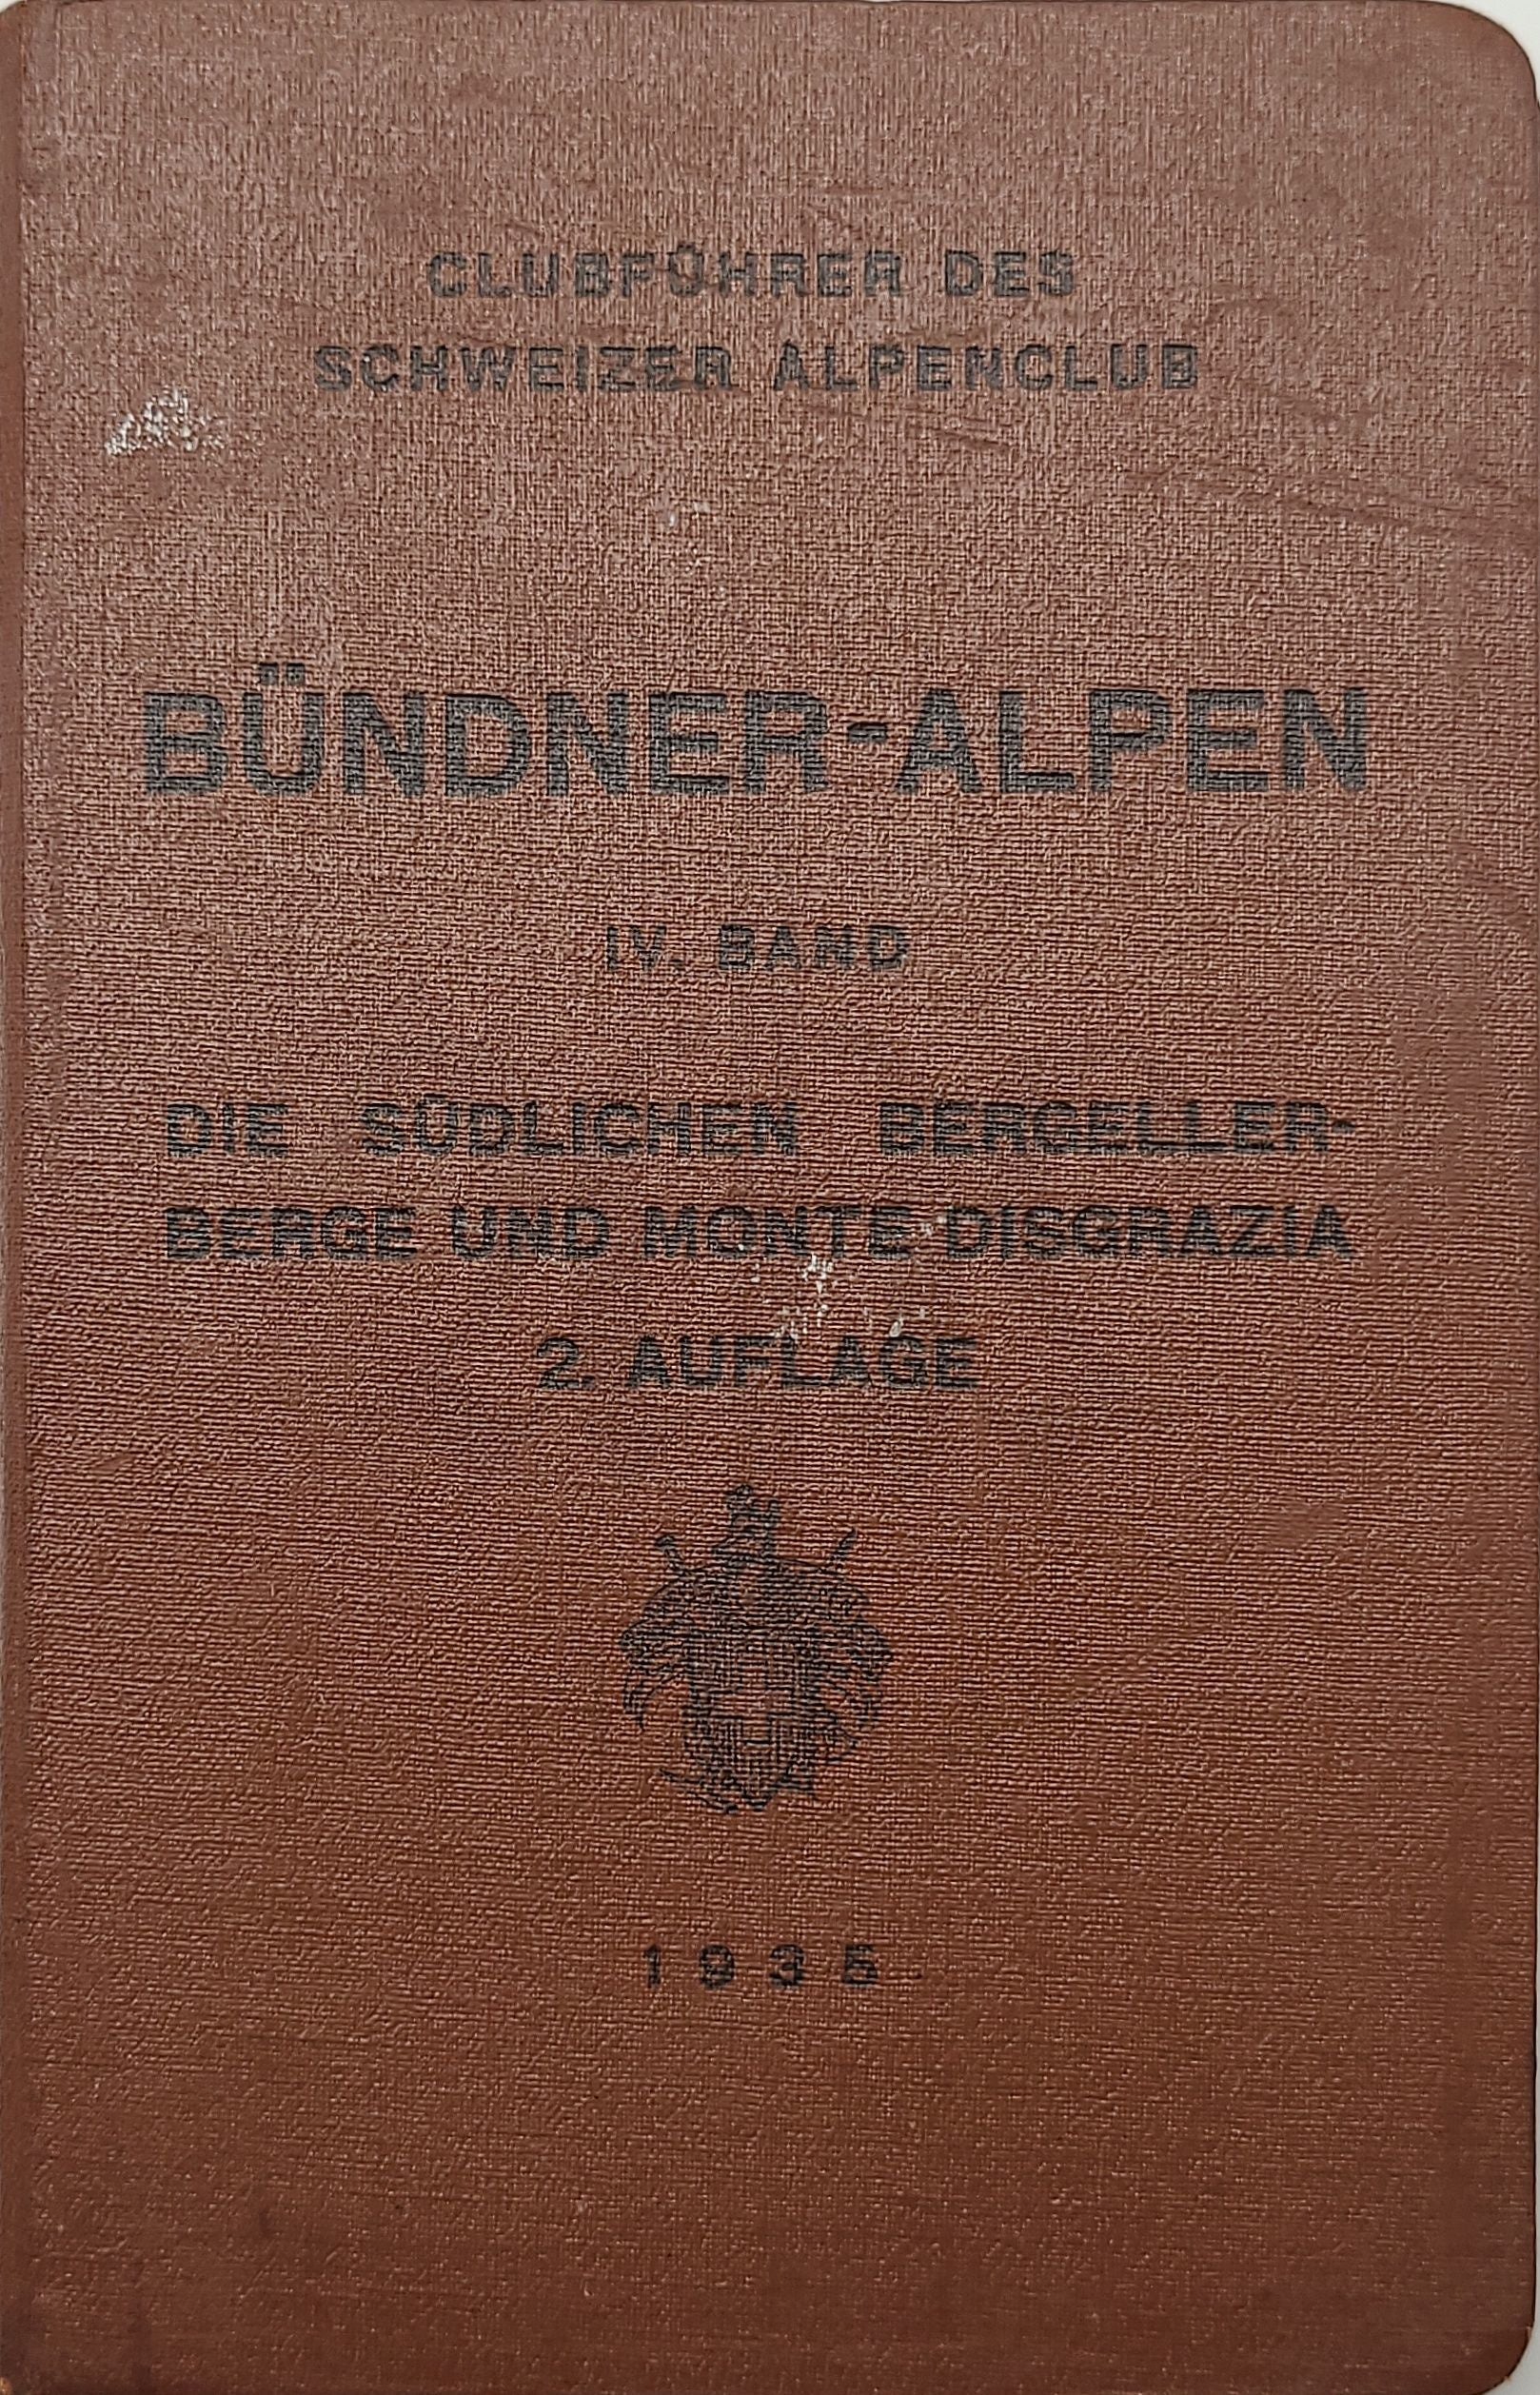 CLUBFÜHRER DES
SCHWEIZER ALPENCLUB
BÜNDNER-ALPEN
IV. BAND
DIE SÜDLICHEN BERGELLER-
BERGE UND MONTE DISGRAZIA
2. AUFLAGE
1935